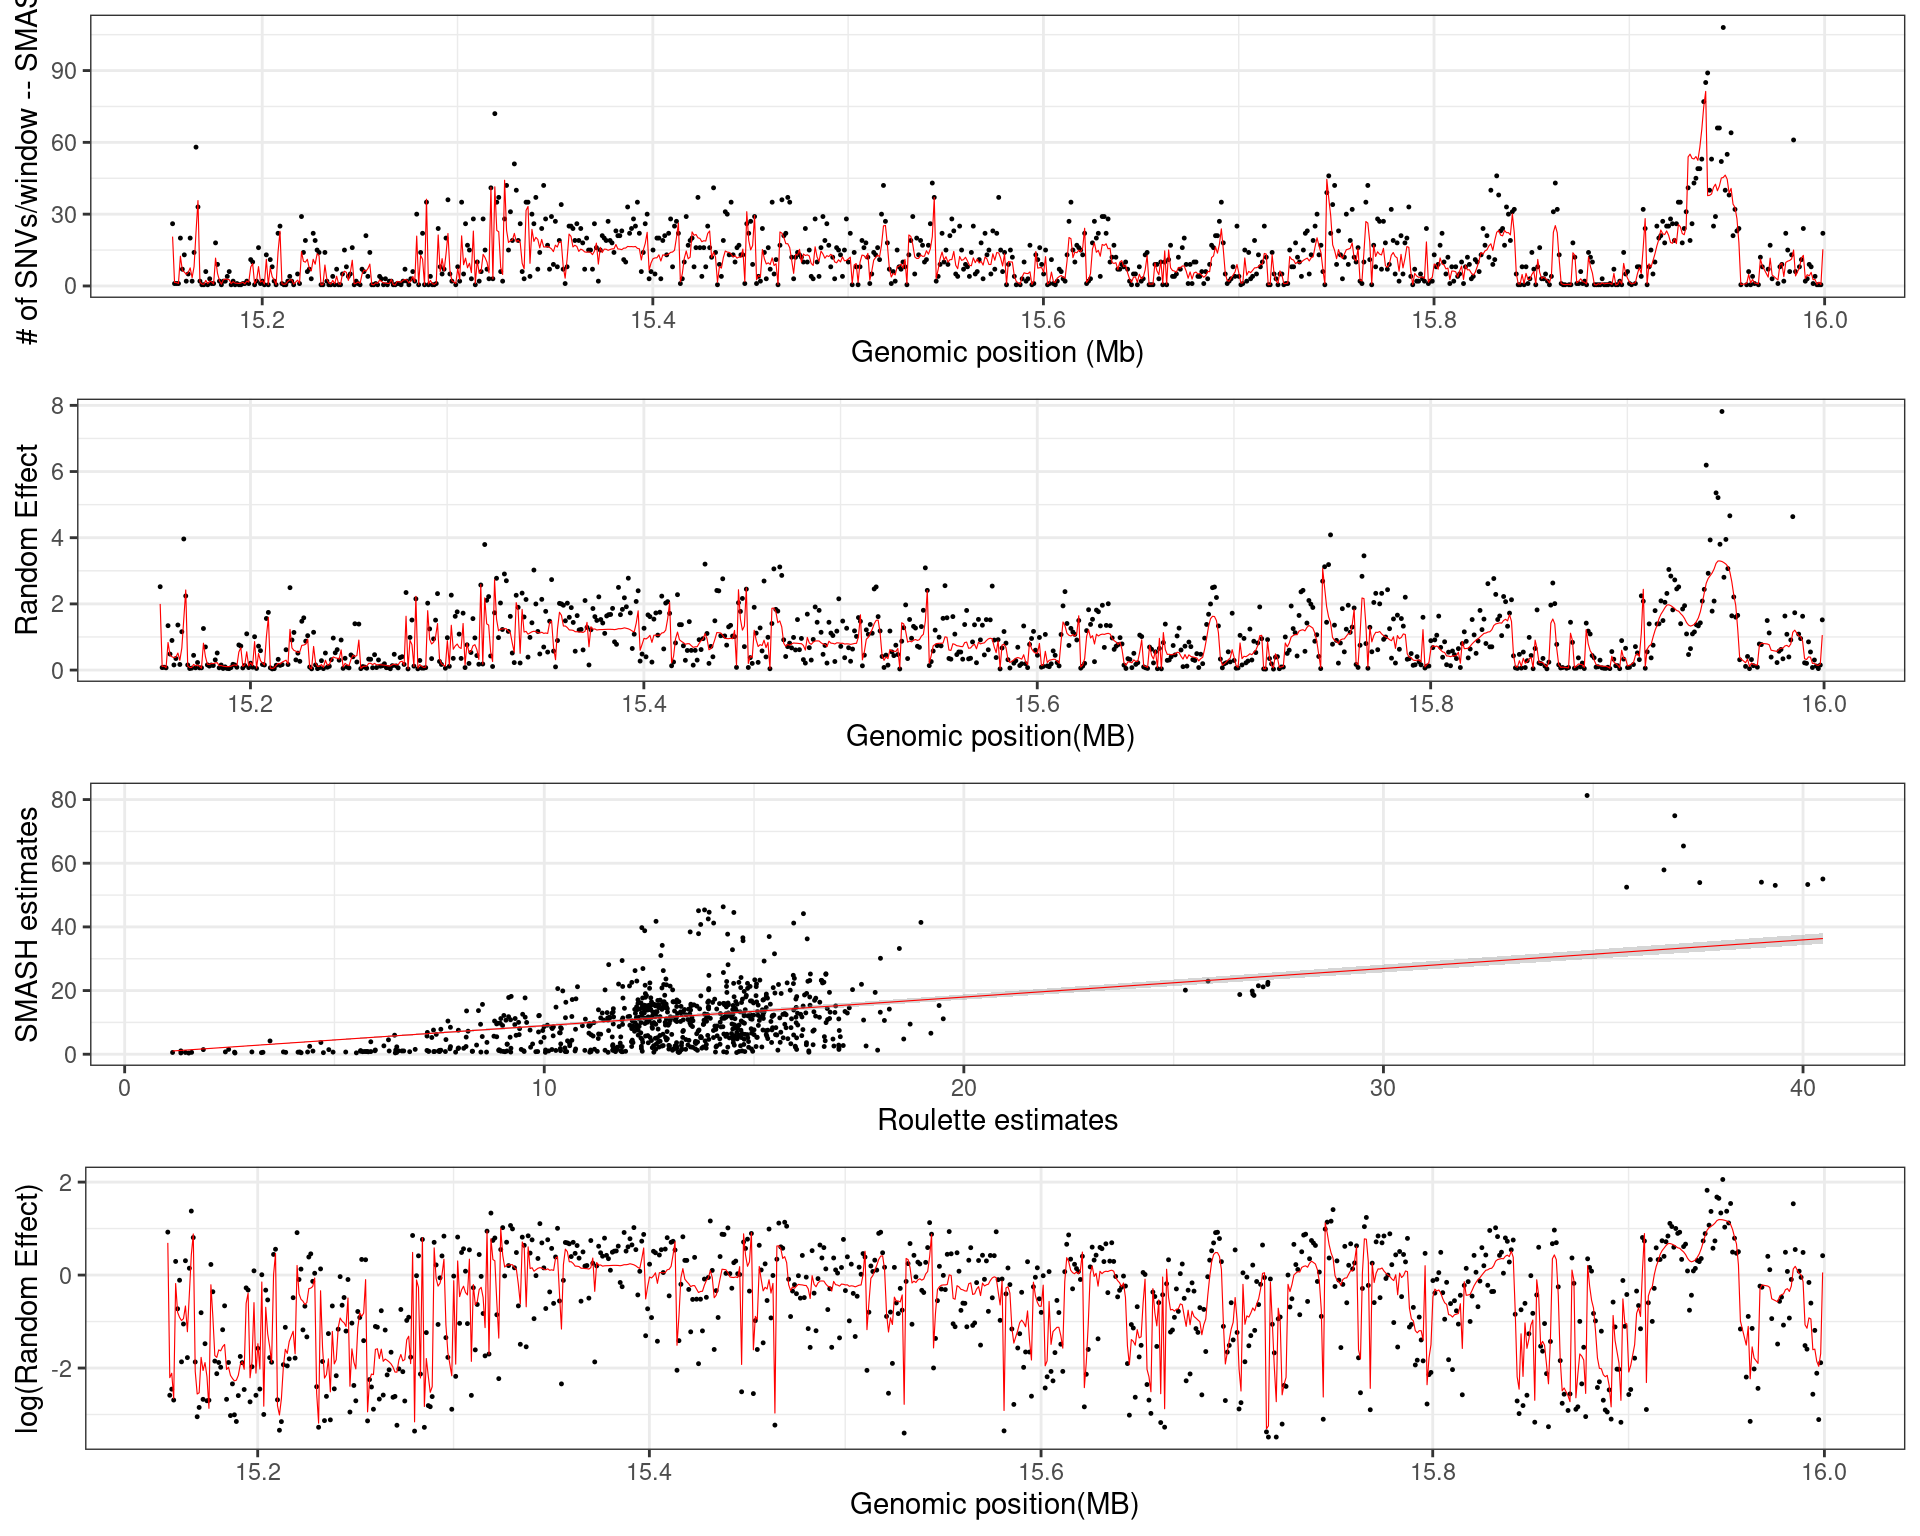 # of SNVs/window -- SMAS
90
60
30
0
15.2 15.4 15.6 15.8 16.0
Genomic position (Mb)
Random Effect
8
6
4
2
0
15.2 15.4 15.6 15.8 16.0
Genomic position(MB)
SMASH estimates
80
60
40
20
0
0 10 20 30 40
Roulette estimates
log(Random Effect)
2
0
-2
15.2 15.4 15.6 15.8 16.0
Genomic position(MB)